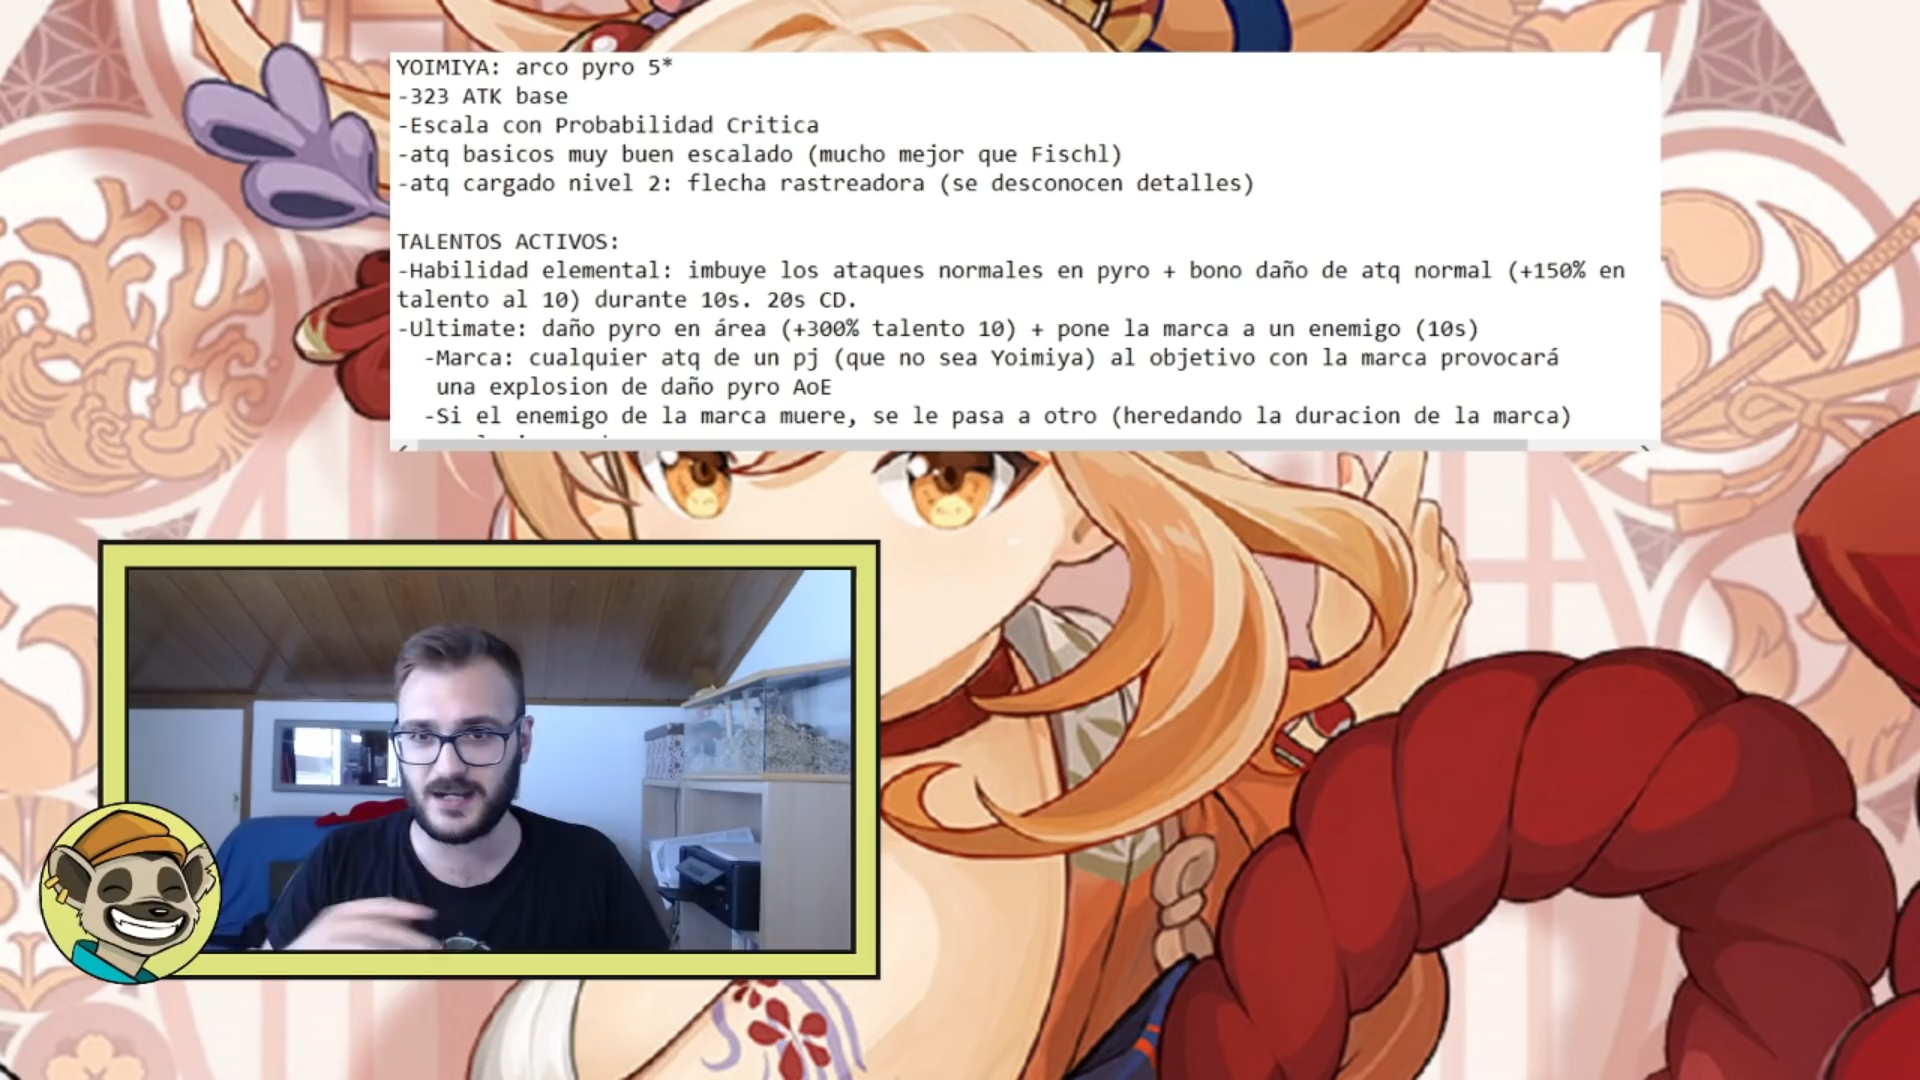 YOIMIYA: arco pyro 5*
-323 ATK base
-Escala con Probabilidad Critica
-atq basicos muy buen escalado (mucho mejor que Fischl)
-atq cargado nivel 2: flecha rastreadora (se desconocen detalles)
TALENTOS ACTIVOS:
-Habilidad elemental: imbuye los ataques normales en pyro + bono daño de atq normal (+150% en
talento al 10) durante 10s. 20s CD.
-Ultimate: daño pyro en área (+300% talento 10) + pone la marca a un enemigo (10s)
-Marca: cualquier atq de un pj (que no sea Yoimiya) al objetivo con la marca provocará
una explosion de daño pyro AoE
-Si el enemigo de la marca muere, se le pasa a otro (heredando la duracion de la marca)